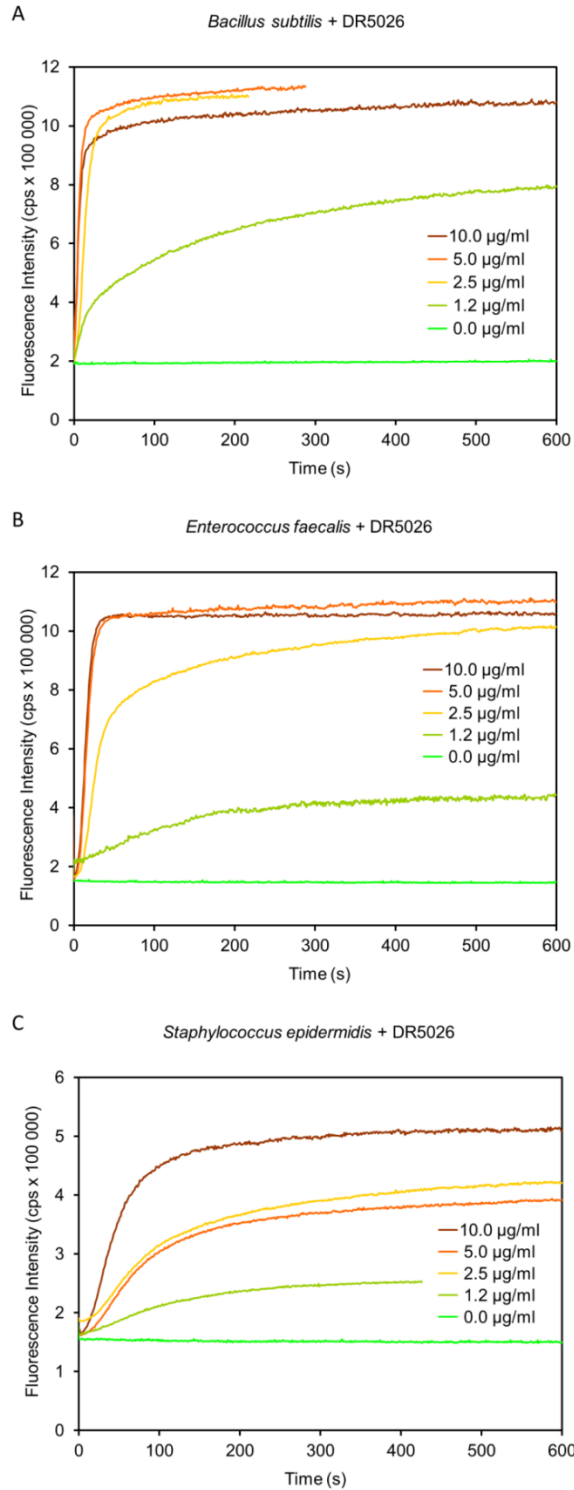 A
Bacillus subtilis + DR5026
Fluorescence Intensity (cps x 100 000)
12
10
8
6
4
2
0
10.0 µg/ml
5.0 µg/ml
2.5 µg/ml
1.2 µg/ml
0.0 µg/ml
0 100 200 300 400 500 600
Time (s)
B
Enterococcus faecalis + DR5026
Fluorescence Intensity (cps x 100 000)
12
10
8
6
4
2
0
10.0 µg/ml
5.0 µg/ml
2.5 µg/ml
1.2 µg/ml
0.0 µg/ml
0 100 200 300 400 500 600
Time (s)
C
Staphylococcus epidermidis + DR5026
Fluorescence Intensity (cps x 100 000)
6
5
4
3
2
1
0
10.0 µg/ml
5.0 µg/ml
2.5 µg/ml
1.2 µg/ml
0.0 µg/ml
0 100 200 300 400 500 600
Time (s)